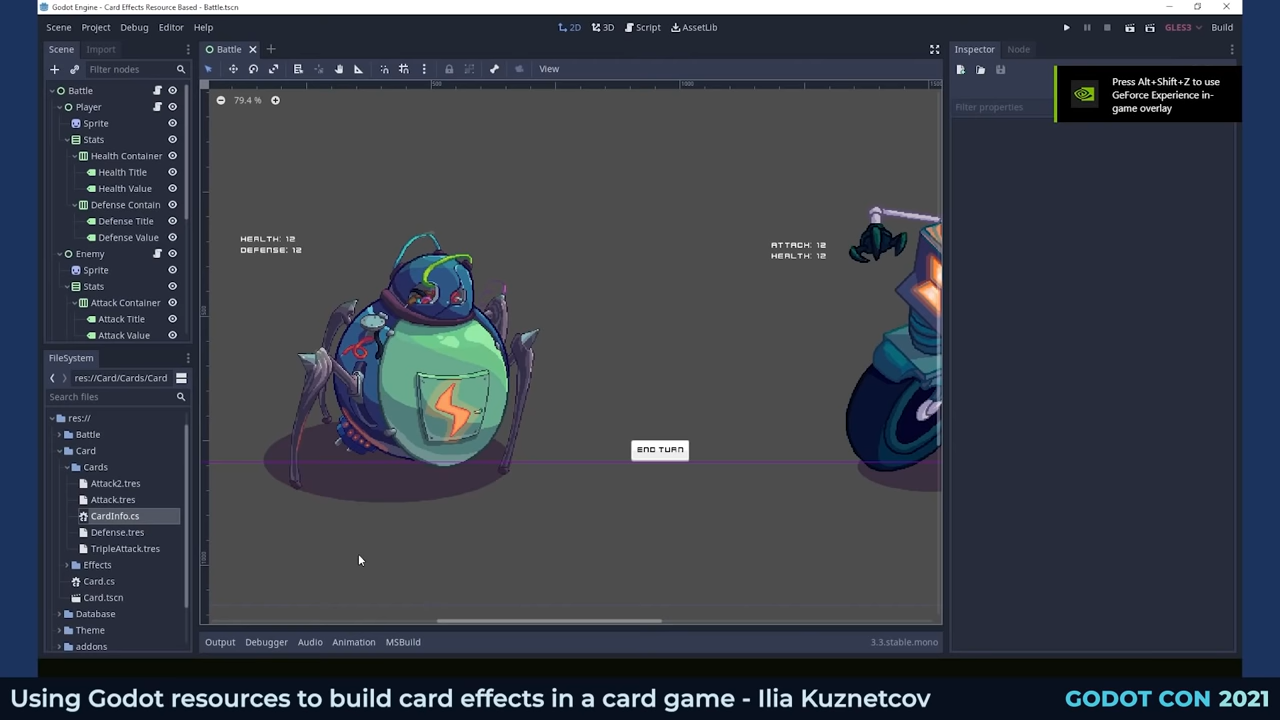 Godot Engine - Card Effects Resource Based - Battle.tscn
Scene Project Debug Editor Help
2D 3D Script AssetLib
GLES3 Build
Scene Import
Battle
Inspector Node
Filter nodes
View
Press Alt+Shift+Z to use
GeForce Experience in-
game overlay
Filter properties
79.4 %
500
1000
1500
Battle
Player
Sprite
Stats
Health Container
Health Title
Health Value
Defense Contain
Defense Title
Defense Value
Enemy
Sprite
Stats
Attack Container
Attack Title
Attack Value
HEALTH: 12
DEFENSE: 12
ATTACK: 12
HEALTH: 12
END TURN
FileSystem
res://Card/Cards/Card
Search files
res://
Battle
Card
Cards
Attack2.tres
Attack.tres
CardInfo.cs
Defense.tres
TripleAttack.tres
Effects
Card.cs
Card.tscn
Database
Theme
addons
500
1000
Output Debugger Audio Animation MSBuild
3.3.stable.mono
Using Godot resources to build card effects in a card game - Ilia Kuznetcov
GODOT CON 2021